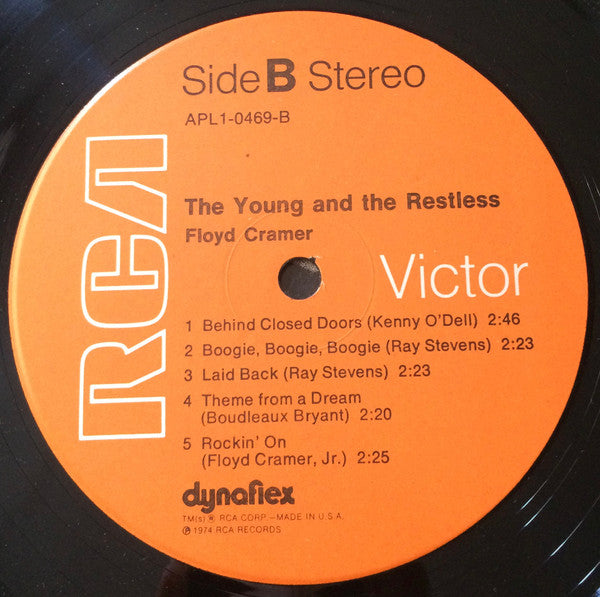 Side B Stereo
APL1-0469-B
RCA
The Young and the Restless
Floyd Cramer
Victor
1 Behind Closed Doors (Kenny O'Dell) 2:46
2 Boogie, Boogie, Boogie (Ray Stevens) 2:23
3 Laid Back (Ray Stevens) 2:23
4 Theme from a Dream
(Boudleaux Bryant) 2:20
5 Rockin' On
(Floyd Cramer, Jr.) 2:25
dynaflex
TM(s) ® RCA CORP.—MADE IN U.S.A.
℗ 1974 RCA RECORDS